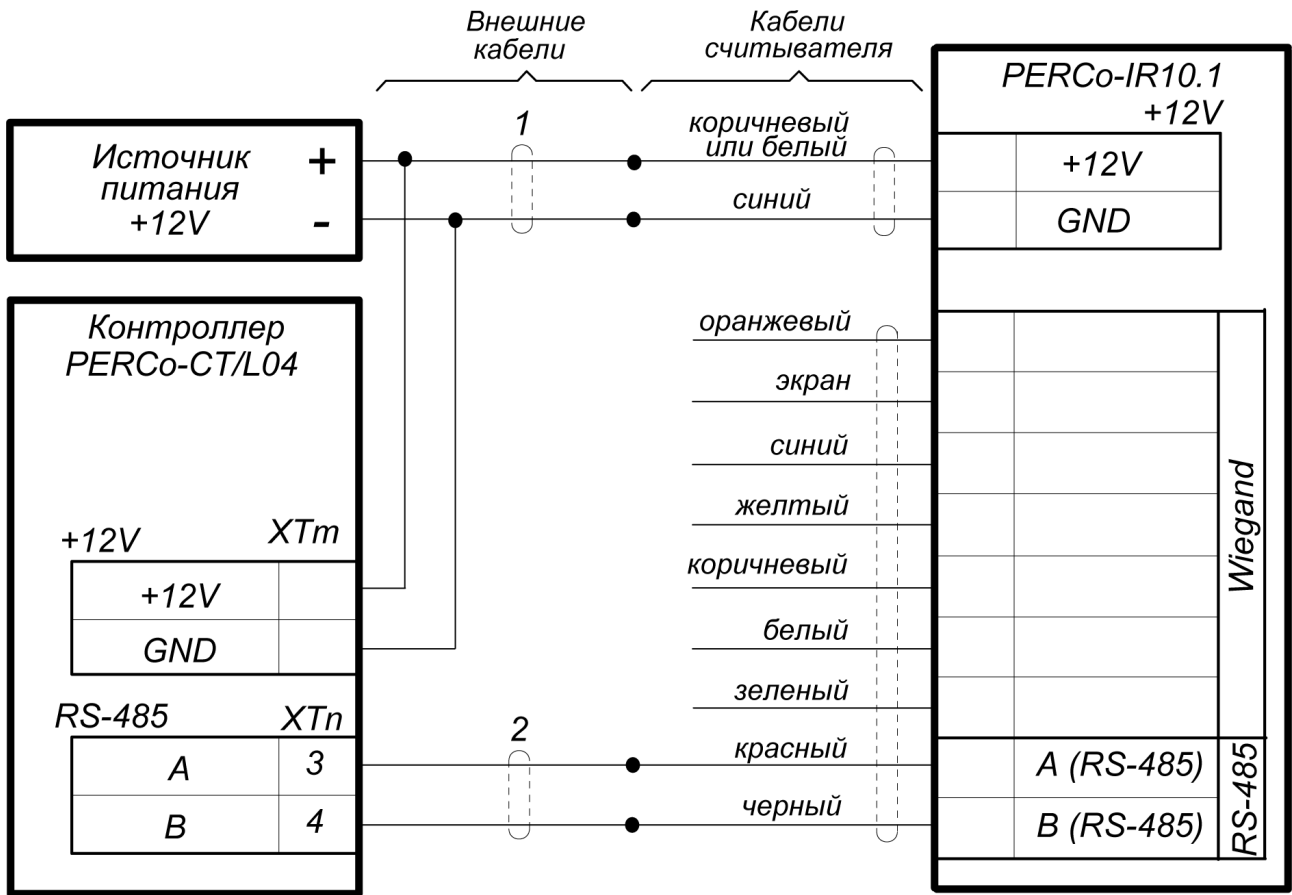 Внешние
кабели
Кабели
считывателя
PERCo-IR10.1
+12V
+12V
GND
Источник
питания
+12V
+
-
1
коричневый
или белый
синий
Контроллер
PERCo-CT/L04
+12V
XTm
+12V
GND
RS-485
XTn
A
3
B
4
2
оранжевый
экран
синий
желтый
коричневый
белый
зеленый
красный
черный
Wiegand
A (RS-485)
B (RS-485)
RS-485